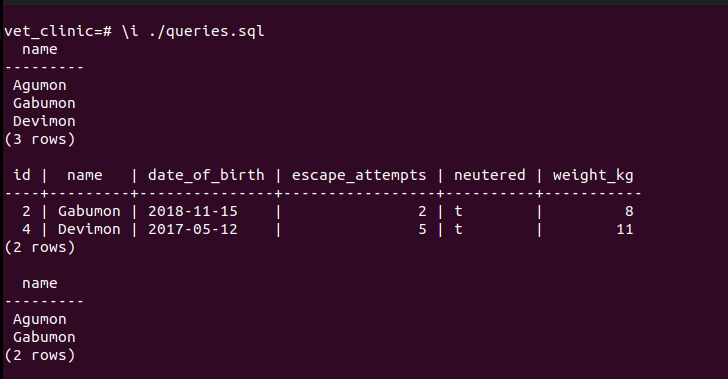 vet_clinic=# \i ./queries.sql
  name
---------
 Agumon
 Gabumon
 Devimon
(3 rows)

 id |  name   | date_of_birth | escape_attempts | neutered | weight_kg
----+---------+---------------+-----------------+----------+-----------
  2 | Gabumon | 2018-11-15    |               2 | t        |         8
  4 | Devimon | 2017-05-12    |               5 | t        |        11
(2 rows)

  name
---------
 Agumon
 Gabumon
(2 rows)